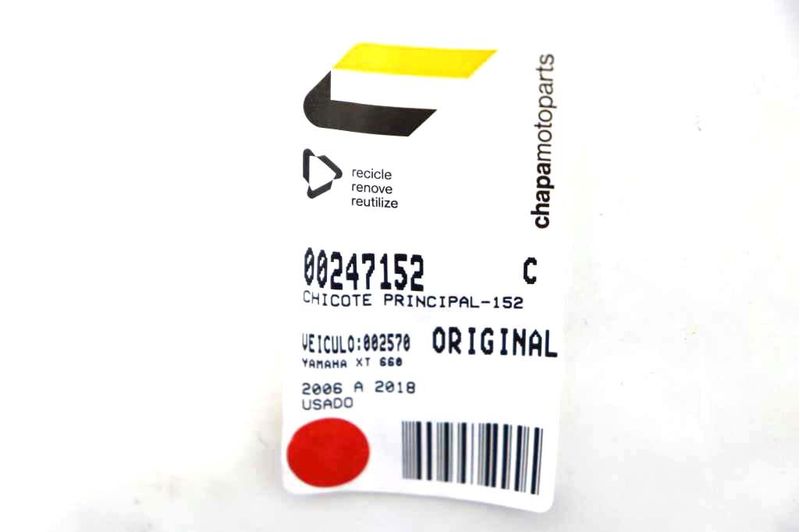 chapamotoparts
recicle
renove
reutilize
00247152 C
CHICOTE PRINCIPAL-152
VEICULO:002570 ORIGINAL
YAMAHA XT 660
2006 A 2018
USADO